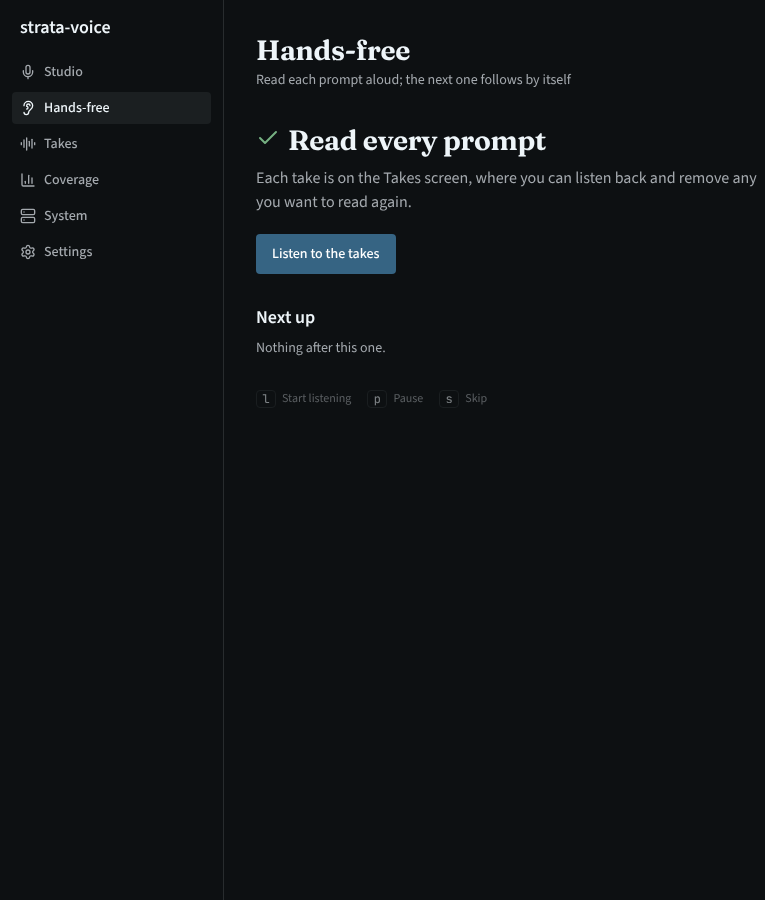 strata-voice
Studio
Hands-free
Takes
Coverage
System
Settings
Hands-free
Read each prompt aloud; the next one follows by itself
Read every prompt
Each take is on the Takes screen, where you can listen back and remove any
you want to read again.
Listen to the takes
Next up
Nothing after this one.
l Start listening p Pause s Skip